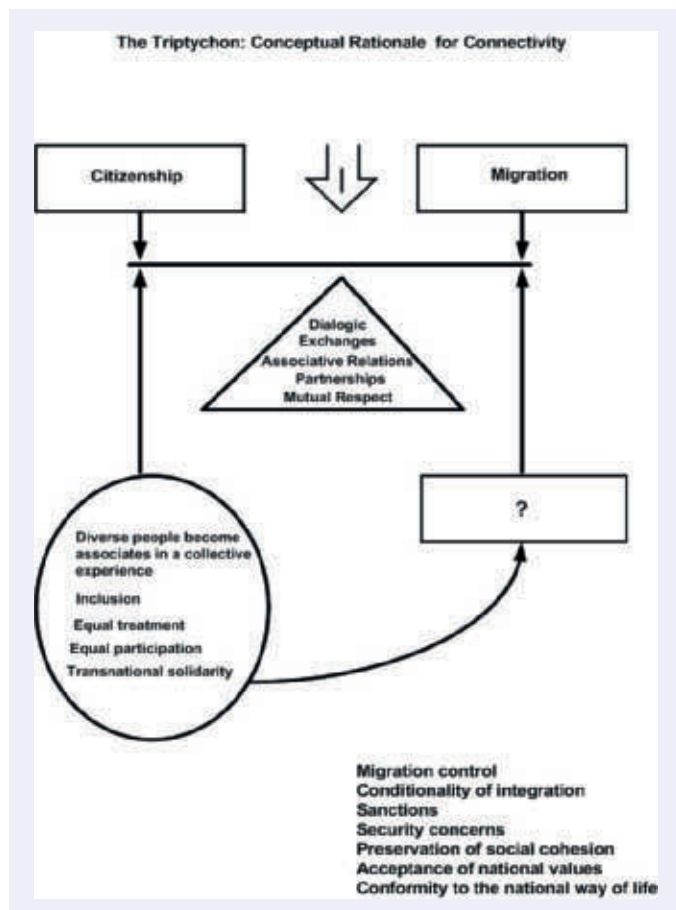 The Triptychon: Conceptual Rationale for Connectivity
Citizenship
Migration
Dialogic
Exchanges
Associative Relations
Partnerships
Mutual Respect
?
Diverse people become
associates in a collective
experience
Inclusion
Equal treatment
Equal participation
Transnational solidarity
Migration control
Conditionality of integration
Sanctions
Security concerns
Preservation of social cohesion
Acceptance of national values
Conformity to the national way of life